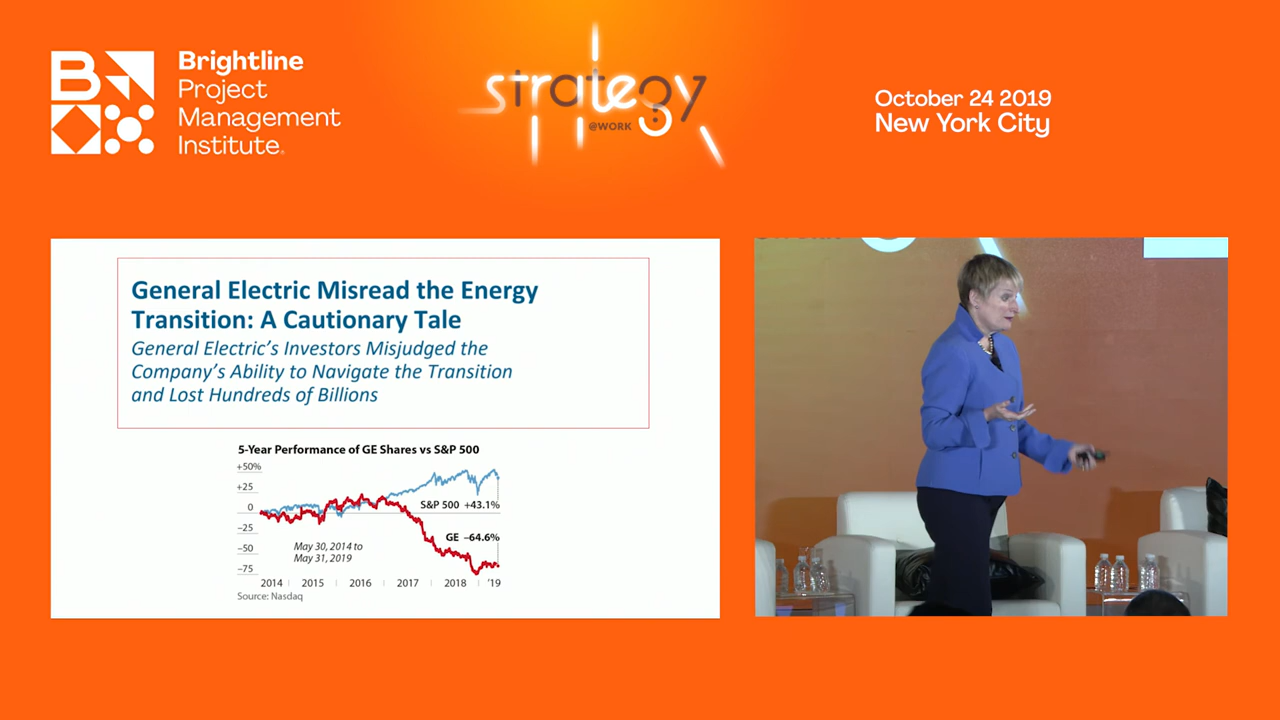 Brightline
Project
Management
Institute.
strategy
@WORK
October 24 2019
New York City
General Electric Misread the Energy
Transition: A Cautionary Tale
General Electric's Investors Misjudged the
Company's Ability to Navigate the Transition
and Lost Hundreds of Billions
5-Year Performance of GE Shares vs S&P 500
+50%
+25
0
S&P 500 +43.1%
−25
GE −64.6%
−50
May 30, 2014 to
May 31, 2019
−75
2014 2015 2016 2017 2018 '19
Source: Nasdaq